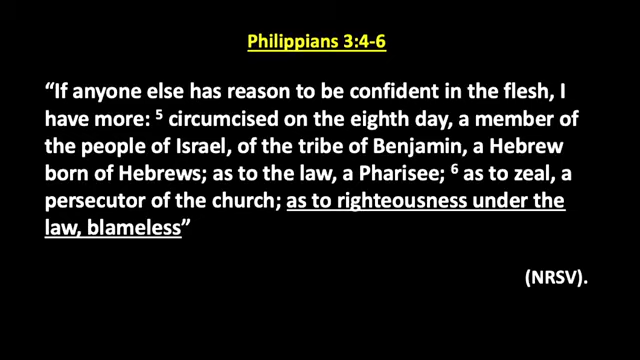 Philippians 3:4-6
“If anyone else has reason to be confident in the flesh, I
have more: ⁵ circumcised on the eighth day, a member of
the people of Israel, of the tribe of Benjamin, a Hebrew
born of Hebrews; as to the law, a Pharisee; ⁶ as to zeal, a
persecutor of the church; as to righteousness under the
law, blameless”
(NRSV).